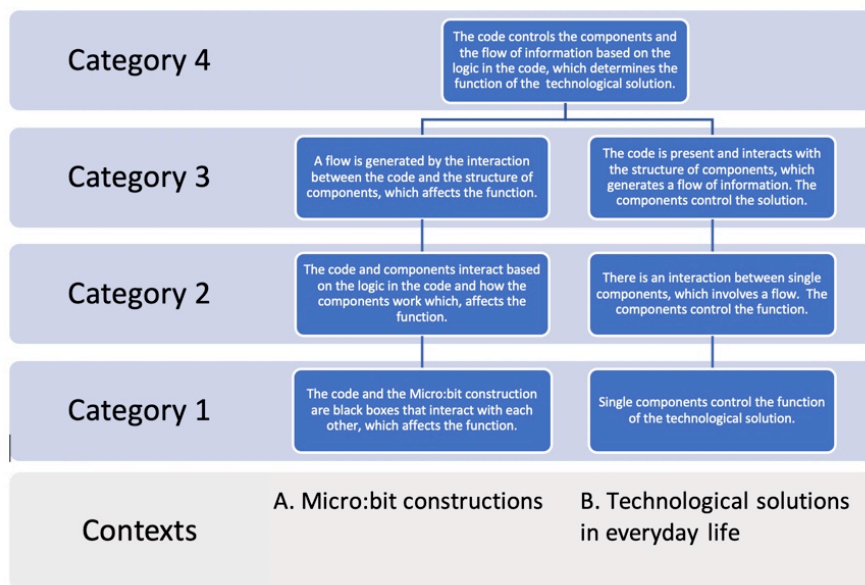 Category 4
The code controls the components and
the flow of information based on the
logic in the code, which determines the
function of the technological solution.
Category 3
A flow is generated by the interaction
between the code and the structure of
components, which affects the function.
The code is present and interacts with
the structure of components, which
generates a flow of information. The
components control the solution.
Category 2
The code and components interact based
on the logic in the code and how the
components work which, affects the
function.
There is an interaction between single
components, which involves a flow. The
components control the function.
Category 1
The code and the Micro:bit construction
are black boxes that interact with each
other, which affects the function.
Single components control the function
of the technological solution.
Contexts
A. Micro:bit constructions
B. Technological solutions
in everyday life